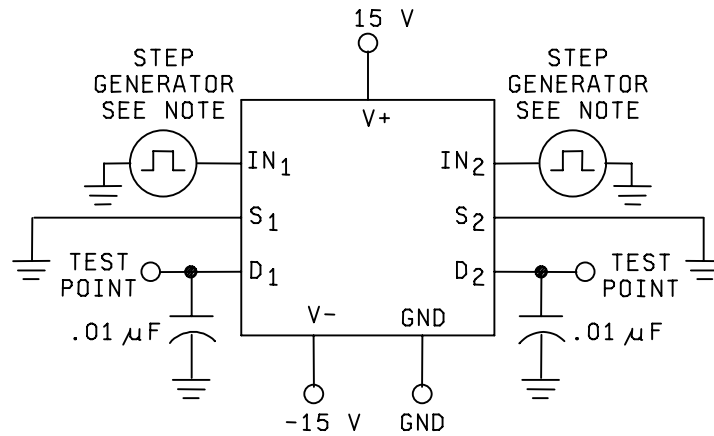 15 V
STEP
GENERATOR
SEE NOTE
STEP
GENERATOR
SEE NOTE
V+
IN1
IN2
S1
S2
TEST
POINT
D1
D2
TEST
POINT
.01 µF
V-
GND
.01 µF
-15 V
GND